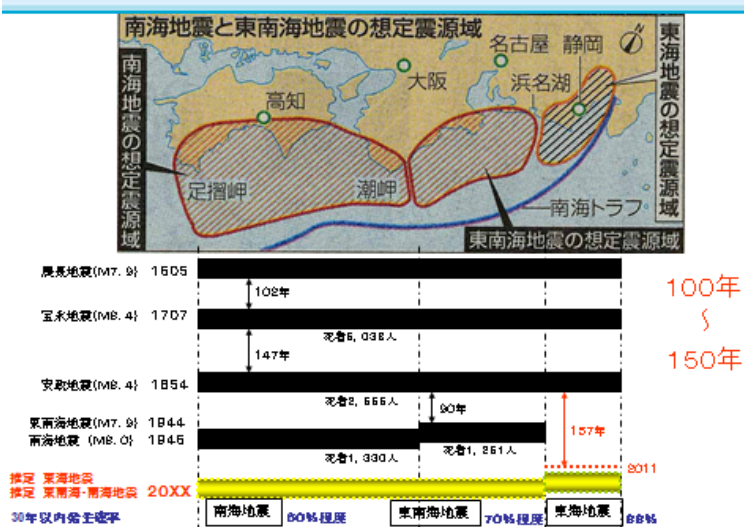 南海地震と東南海地震の想定震源域
南海地震の想定震源域
東海地震の想定震源域
名古屋
静岡
大阪
浜名湖
高知
足摺岬
潮岬
南海トラフ
東南海地震の想定震源域
慶長地震(M7.9) 1605
102年
宝永地震(M8.4) 1707
死者5,038人
147年
安政地震(M8.4) 1854
死者2,666人
90年
東南海地震(M7.9) 1944
南海地震 (M8.0) 1946
死者1,330人
死者1,251人
157年
2011
100年
~
150年
推定 東海地震
推定 東南海・南海地震 20XX
30年以内発生確率
南海地震 60%程度
東南海地震 70%程度
東海地震 88%